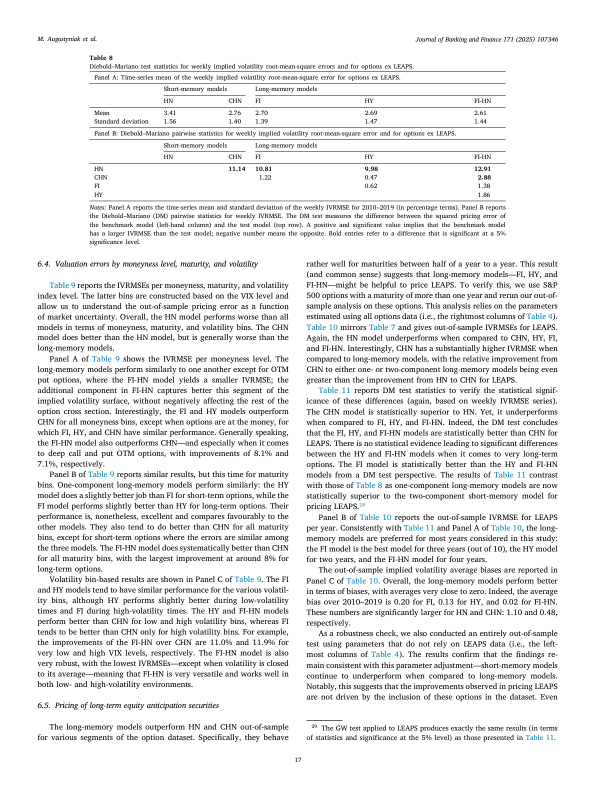 M. Augustyniak et al.
Journal of Banking and Finance 171 (2025) 107346
Table 8
Diebold–Mariano test statistics for weekly implied volatility root-mean-square errors and for options ex LEAPS.
Panel A: Time-series mean of the weekly implied volatility root-mean-square error for options ex LEAPS.
Short-memory models Long-memory models
HN CHN FI HY FI-HN
Mean 3.41 2.76 2.70 2.69 2.61
Standard deviation 1.56 1.40 1.39 1.47 1.44
Panel B: Diebold–Mariano pairwise statistics for weekly implied volatility root-mean-square error and for options ex LEAPS.
Short-memory models Long-memory models
HN CHN FI HY FI-HN
HN 11.14 10.81 9.98 12.91
CHN 1.22 0.47 2.88
FI 0.62 1.38
HY 1.86
Notes: Panel A reports the time-series mean and standard deviation of the weekly IVRMSE for 2010–2019 (in percentage terms). Panel B reports
the Diebold–Mariano (DM) pairwise statistics for weekly IVRMSE. The DM test measures the difference between the squared pricing error of
the benchmark model (left-hand column) and the test model (top row). A positive and significant value implies that the benchmark model
has a larger IVRMSE than the test model; negative number means the opposite. Bold entries refer to a difference that is significant at a 5%
significance level.
6.4. Valuation errors by moneyness level, maturity, and volatility
Table 9 reports the IVRMSEs per moneyness, maturity, and volatility
index level. The latter bins are constructed based on the VIX level and
allow us to understand the out-of-sample pricing error as a function
of market uncertainty. Overall, the HN model performs worse than all
models in terms of moneyness, maturity, and volatility bins. The CHN
model does better than the HN model, but is generally worse than the
long-memory models.
Panel A of Table 9 shows the IVRMSE per moneyness level. The
long-memory models perform similarly to one another except for OTM
put options, where the FI-HN model yields a smaller IVRMSE; the
additional component in FI-HN captures better this segment of the
implied volatility surface, without negatively affecting the rest of the
option cross section. Interestingly, the FI and HY models outperform
CHN for all moneyness bins, except when options are at the money, for
which FI, HY, and CHN have similar performance. Generally speaking,
the FI-HN model also outperforms CHN—and especially when it comes
to deep call and put OTM options, with improvements of 8.1% and
7.1%, respectively.
Panel B of Table 9 reports similar results, but this time for maturity
bins. One-component long-memory models perform similarly: the HY
model does a slightly better job than FI for short-term options, while the
FI model performs slightly better than HY for long-term options. Their
performance is, nonetheless, excellent and compares favourably to the
other models. They also tend to do better than CHN for all maturity
bins, except for short-term options where the errors are similar among
the three models. The FI-HN model does systematically better than CHN
for all maturity bins, with the largest improvement at around 8% for
long-term options.
Volatility bin-based results are shown in Panel C of Table 9. The FI
and HY models tend to have similar performance for the various volatil-
ity bins, although HY performs slightly better during low-volatility
times and FI during high-volatility times. The HY and FI-HN models
perform better than CHN for low and high volatility bins, whereas FI
tends to be better than CHN only for high volatility bins. For example,
the improvements of the FI-HN over CHN are 11.0% and 11.9% for
very low and high VIX levels, respectively. The FI-HN model is also
very robust, with the lowest IVRMSEs—except when volatility is closed
to its average—meaning that FI-HN is very versatile and works well in
both low- and high-volatility environments.
6.5. Pricing of long-term equity anticipation securities
The long-memory models outperform HN and CHN out-of-sample
for various segments of the option dataset. Specifically, they behave
rather well for maturities between half of a year to a year. This result
(and common sense) suggests that long-memory models—FI, HY, and
FI-HN—might be helpful to price LEAPS. To verify this, we use S&P
500 options with a maturity of more than one year and rerun our out-of-
sample analysis on these options. This analysis relies on the parameters
estimated using all options data (i.e., the rightmost columns of Table 4).
Table 10 mirrors Table 7 and gives out-of-sample IVRMSEs for LEAPS.
Again, the HN model underperforms when compared to CHN, HY, FI,
and FI-HN. Interestingly, CHN has a substantially higher IVRMSE when
compared to long-memory models, with the relative improvement from
CHN to either one- or two-component long-memory models being even
greater than the improvement from HN to CHN for LEAPS.
Table 11 reports DM test statistics to verify the statistical signif-
icance of these differences (again, based on weekly IVRMSE series).
The CHN model is statistically superior to HN. Yet, it underperforms
when compared to FI, HY, and FI-HN. Indeed, the DM test concludes
that the FI, HY, and FI-HN models are statistically better than CHN for
LEAPS. There is no statistical evidence leading to significant differences
between the HY and FI-HN models when it comes to very long-term
options. The FI model is statistically better than the HY and FI-HN
models from a DM test perspective. The results of Table 11 contrast
with those of Table 8 as one-component long-memory models are now
statistically superior to the two-component short-memory model for
pricing LEAPS.29
Panel B of Table 10 reports the out-of-sample IVRMSE for LEAPS
per year. Consistently with Table 11 and Panel A of Table 10, the long-
memory models are preferred for most years considered in this study:
the FI model is the best model for three years (out of 10), the HY model
for two years, and the FI-HN model for four years.
The out-of-sample implied volatility average biases are reported in
Panel C of Table 10. Overall, the long-memory models perform better
in terms of biases, with averages very close to zero. Indeed, the average
bias over 2010–2019 is 0.20 for FI, 0.13 for HY, and 0.02 for FI-HN.
These numbers are significantly larger for HN and CHN: 1.10 and 0.48,
respectively.
As a robustness check, we also conducted an entirely out-of-sample
test using parameters that do not rely on LEAPS data (i.e., the left-
most columns of Table 4). The results confirm that the findings re-
main consistent with this parameter adjustment—short-memory models
continue to underperform when compared to long-memory models.
Notably, this suggests that the improvements observed in pricing LEAPS
are not driven by the inclusion of these options in the dataset. Even
29 The GW test applied to LEAPS produces exactly the same results (in terms
of statistics and significance at the 5% level) as those presented in Table 11.
17